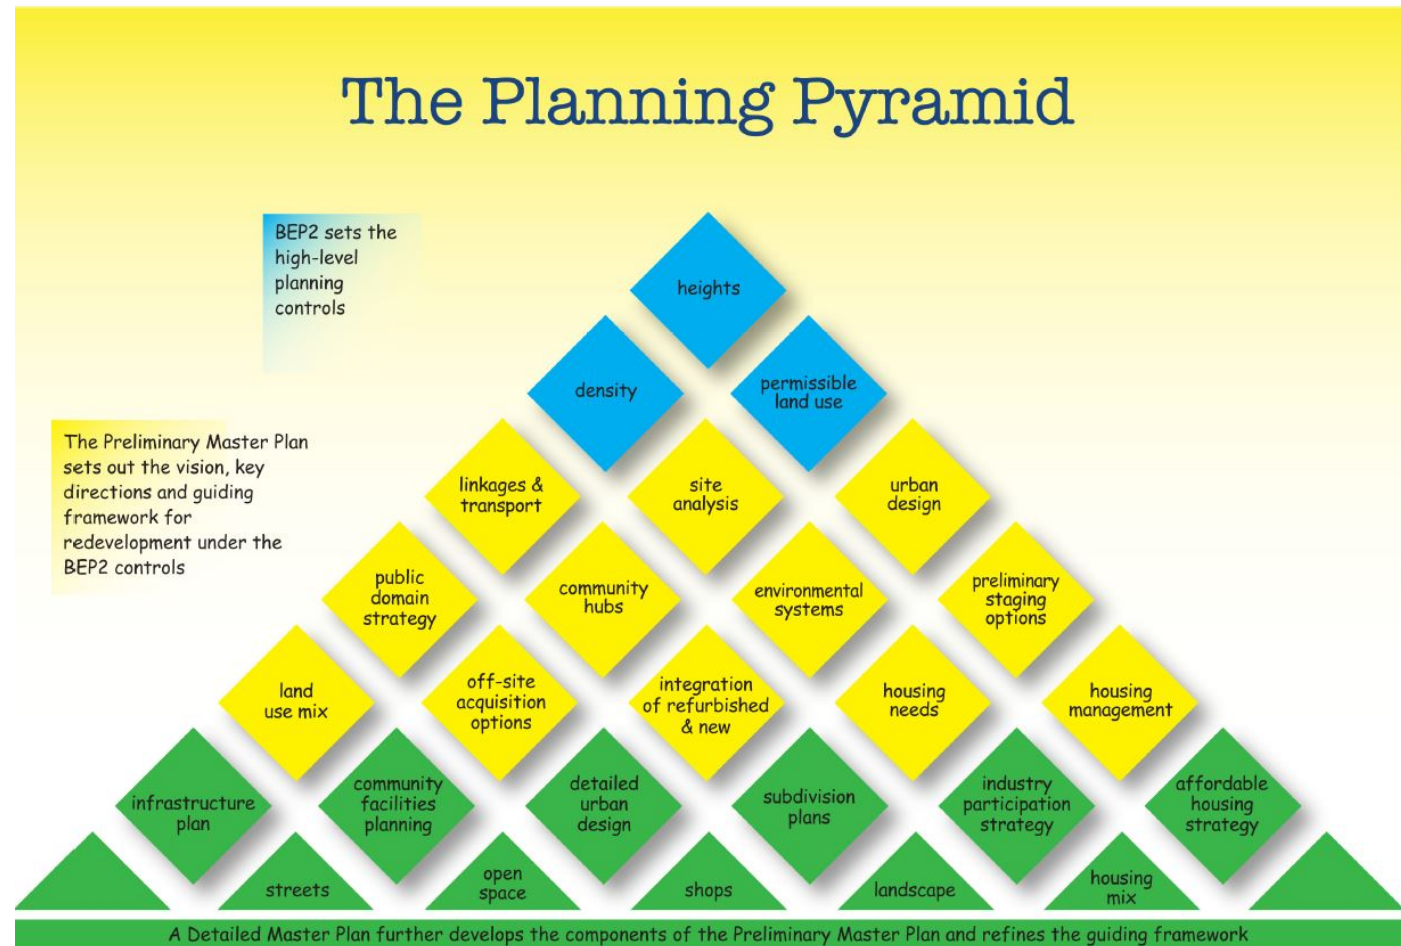 The Planning Pyramid
BEP2 sets the
high-level
planning
controls
heights
density
permissible
land use
The Preliminary Master Plan
sets out the vision, key
directions and guiding
framework for
redevelopment under the
BEP2 controls
linkages &
transport
site
analysis
urban
design
public
domain
strategy
community
hubs
environmental
systems
preliminary
staging
options
land
use mix
off-site
acquisition
options
integration
of refurbished
& new
housing
needs
housing
management
infrastructure
plan
community
facilities
planning
detailed
urban
design
subdivision
plans
industry
participation
strategy
affordable
housing
strategy
streets
open
space
shops
landscape
housing
mix
A Detailed Master Plan further develops the components of the Preliminary Master Plan and refines the guiding framework